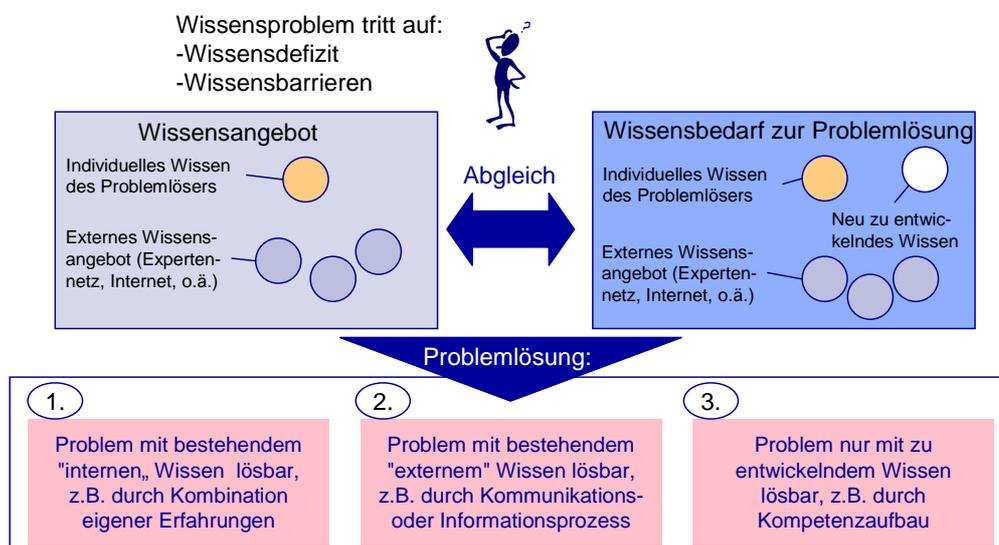 Wissensproblem tritt auf:
-Wissensdefizit
-Wissensbarrieren
?
Wissensangebot
Individuelles Wissen
des Problemlösers
Externes Wissens-
angebot (Experten-
netz, Internet, o.ä.)
Abgleich
Wissensbedarf zur Problemlösung
Individuelles Wissen
des Problemlösers
Neu zu entwic-
kelndes Wissen
Externes Wissens-
angebot (Experten-
netz, Internet, o.ä.)
Problemlösung:
1.
Problem mit bestehendem
"internen„ Wissen lösbar,
z.B. durch Kombination
eigener Erfahrungen
2.
Problem mit bestehendem
"externem" Wissen lösbar,
z.B. durch Kommunikations-
oder Informationsprozess
3.
Problem nur mit zu
entwickelndem Wissen
lösbar, z.B. durch
Kompetenzaufbau